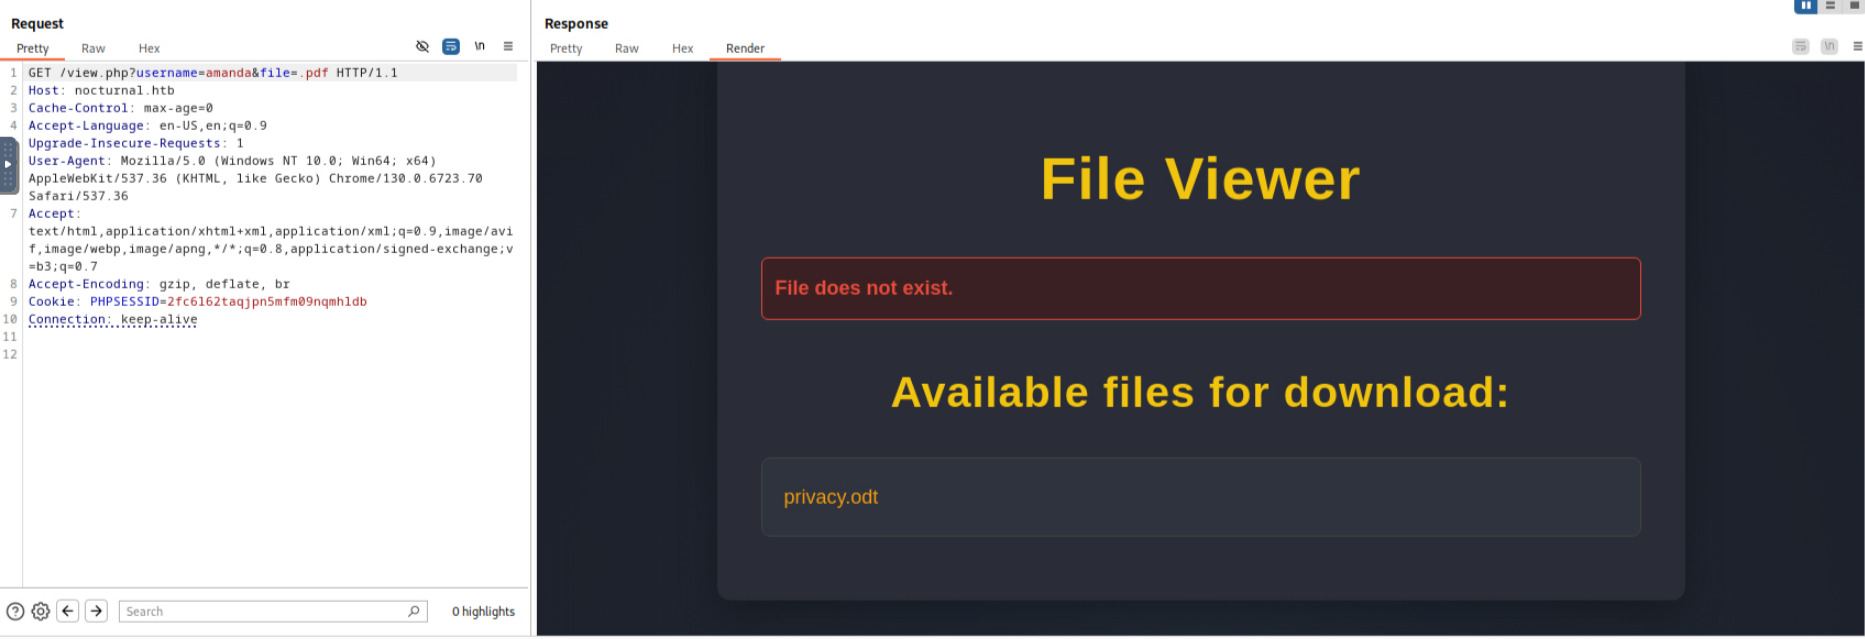 Request
Pretty Raw Hex \n
1 GET /view.php?username=amanda&file=.pdf HTTP/1.1
2 Host: nocturnal.htb
3 Cache-Control: max-age=0
4 Accept-Language: en-US,en;q=0.9
5 Upgrade-Insecure-Requests: 1
6 User-Agent: Mozilla/5.0 (Windows NT 10.0; Win64; x64)
AppleWebKit/537.36 (KHTML, like Gecko) Chrome/130.0.6723.70
Safari/537.36
7 Accept:
text/html,application/xhtml+xml,application/xml;q=0.9,image/avi
f,image/webp,image/apng,*/*;q=0.8,application/signed-exchange;v
=b3;q=0.7
8 Accept-Encoding: gzip, deflate, br
9 Cookie: PHPSESSID=2fc6l62taqjpn5mfm09nqmhldb
10 Connection: keep-alive
11
12
Search 0 highlights
Response
Pretty Raw Hex Render \n
File Viewer
File does not exist.
Available files for download:
privacy.odt